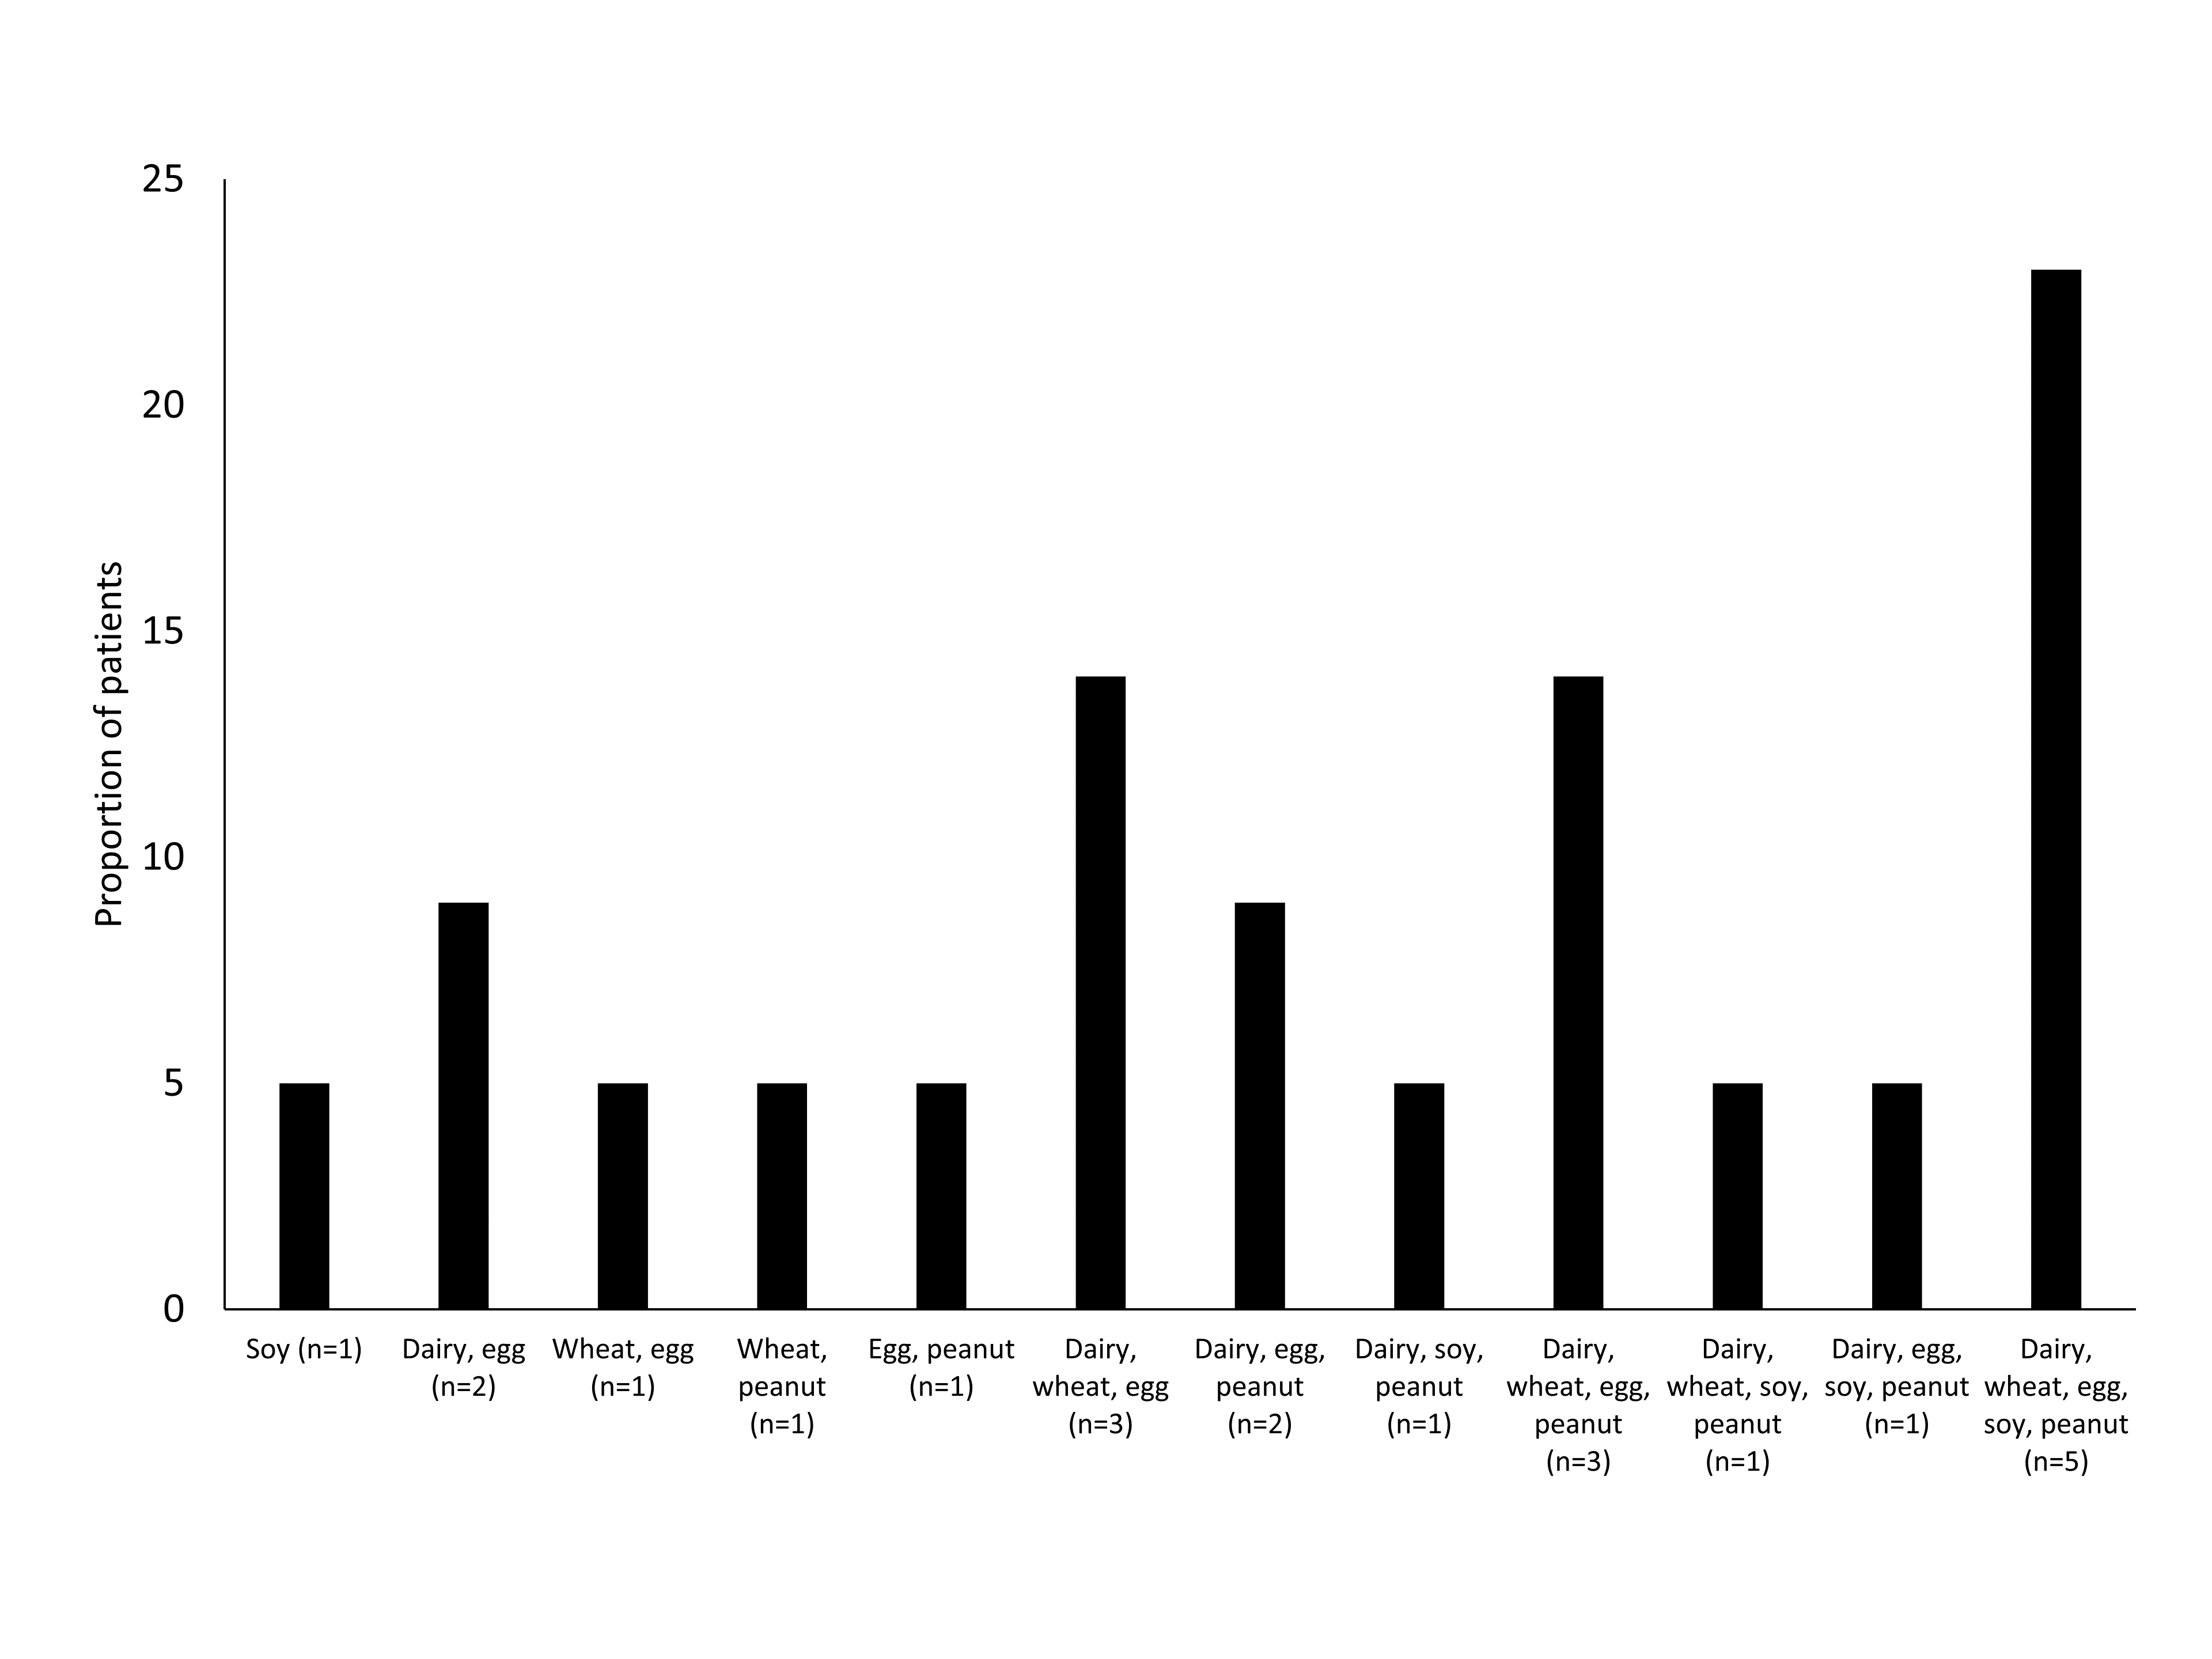 25
20
15
10
5
0
Proportion of patients
Soy (n=1)
Dairy, egg
(n=2)
Wheat, egg
(n=1)
Wheat,
peanut
(n=1)
Egg, peanut
(n=1)
Dairy,
wheat, egg
(n=3)
Dairy, egg,
peanut
(n=2)
Dairy, soy,
peanut
(n=1)
Dairy,
wheat, egg,
peanut
(n=3)
Dairy,
wheat, soy,
peanut
(n=1)
Dairy, egg,
soy, peanut
(n=1)
Dairy,
wheat, egg,
soy, peanut
(n=5)